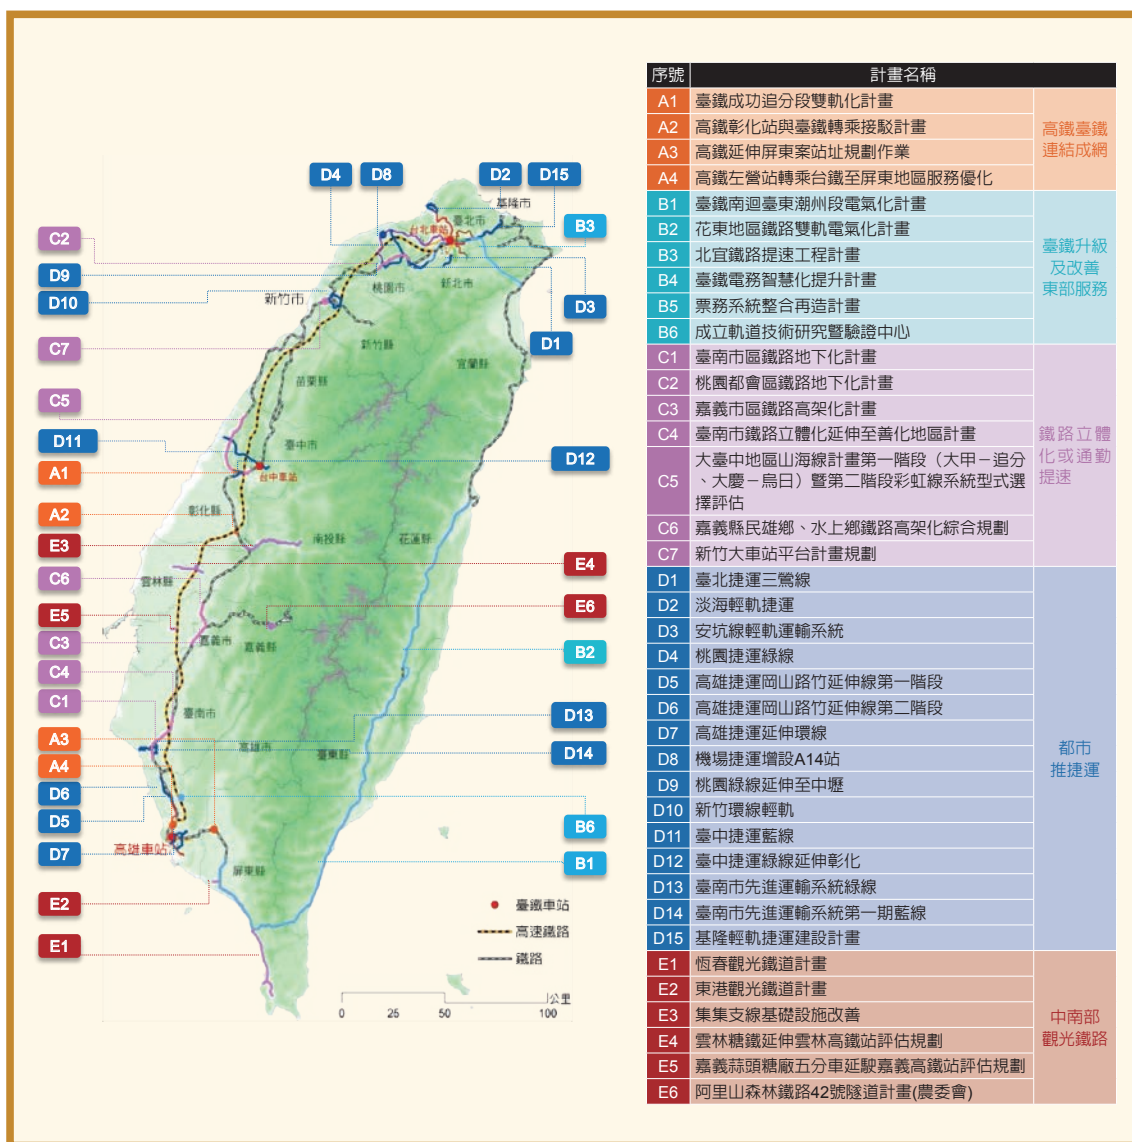 D4
D8
D2
D15
基隆市
臺北市
台北車站
B3
C2
D9
桃園市
新北市
D10
新竹市
D3
C7
新竹縣
D1
宜蘭縣
苗栗縣
C5
D11
臺中市
D12
A1
台中車站
A2
彰化縣
E3
南投縣
花蓮縣
E4
C6
雲林縣
E5
E6
C3
嘉義市
嘉義縣
B2
C4
C1
臺南市
D13
A3
高雄市
臺東縣
D14
A4
D6
D5
B6
高雄車站
D7
B1
屏東縣
E2
臺鐵車站
高速鐵路
E1
鐵路
公里
0 25 50 100
序號 計畫名稱
A1 臺鐵成功追分段雙軌化計畫
A2 高鐵彰化站與臺鐵轉乘接駁計畫
A3 高鐵延伸屏東案站址規劃作業
A4 高鐵左營站轉乘台鐵至屏東地區服務優化
高鐵臺鐵
連結成網
B1 臺鐵南迴臺東潮州段電氣化計畫
B2 花東地區鐵路雙軌電氣化計畫
B3 北宜鐵路提速工程計畫
B4 臺鐵電務智慧化提升計畫
B5 票務系統整合再造計畫
B6 成立軌道技術研究暨驗證中心
臺鐵升級
及改善
東部服務
C1 臺南市區鐵路地下化計畫
C2 桃園都會區鐵路地下化計畫
C3 嘉義市區鐵路高架化計畫
C4 臺南市鐵路立體化延伸至善化地區計畫
C5 大臺中地區山海線計畫第一階段（大甲－追分
、大慶－烏日）暨第二階段彩虹線系統型式選
擇評估
C6 嘉義縣民雄鄉、水上鄉鐵路高架化綜合規劃
C7 新竹大車站平台計畫規劃
鐵路立體
化或通勤
提速
D1 臺北捷運三鶯線
D2 淡海輕軌捷運
D3 安坑線輕軌運輸系統
D4 桃園捷運綠線
D5 高雄捷運岡山路竹延伸線第一階段
D6 高雄捷運岡山路竹延伸線第二階段
D7 高雄捷運延伸環線
D8 機場捷運增設A14站
D9 桃園綠線延伸至中壢
D10 新竹環線輕軌
D11 臺中捷運藍線
D12 臺中捷運綠線延伸彰化
D13 臺南市先進運輸系統綠線
D14 臺南市先進運輸系統第一期藍線
D15 基隆輕軌捷運建設計畫
都市
推捷運
E1 恆春觀光鐵道計畫
E2 東港觀光鐵道計畫
E3 集集支線基礎設施改善
E4 雲林糖鐵延伸雲林高鐵站評估規劃
E5 嘉義蒜頭糖廠五分車延駛嘉義高鐵站評估規劃
E6 阿里山森林鐵路42號隧道計畫(農委會)
中南部
觀光鐵路